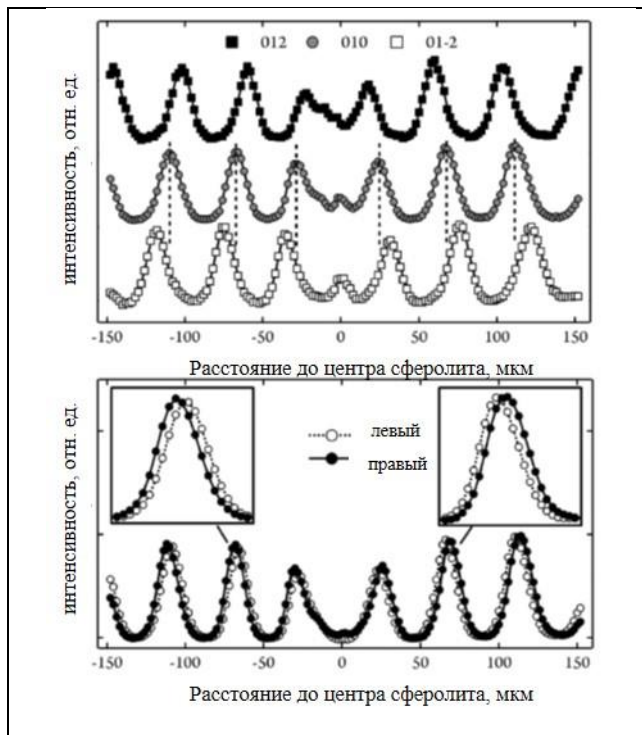 012 010 01-2
интенсивность, отн. ед.
-150 -100 -50 0 50 100 150
Расстояние до центра сферолита, мкм
левый
правый
интенсивность, отн. ед.
-150 -100 -50 0 50 100 150
Расстояние до центра сферолита, мкм